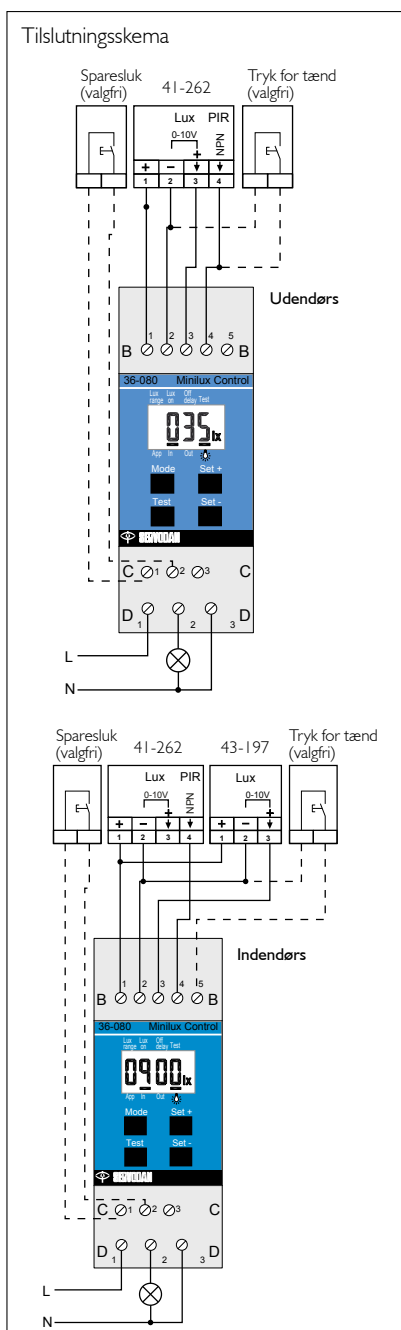 Tilslutningsskema
Sparesluk
(valgfri)
41-262
Tryk for tænd
(valgfri)
Lux PIR
0-10V
NPN
+ − +
1 2 3 4
Udendørs
1 2 3 4 5
B B
36-080 Minilux Control
Lux range Lux on Off delay Test
035 lx
App In Out
Mode Set +
Test Set -
SERVODAN
C 1 2 3 C
D 1 2 3 D
L
N
Sparesluk
(valgfri)
41-262
43-197
Tryk for tænd
(valgfri)
Lux PIR Lux
0-10V 0-10V
NPN
+ − + + − +
1 2 3 4 1 2 3
Indendørs
1 2 3 4 5
B B
36-080 Minilux Control
Lux range Lux on Off delay Test
0900 lx
App In Out
Mode Set +
Test Set -
SERVODAN
C 1 2 3 C
D 1 2 3 D
L
N